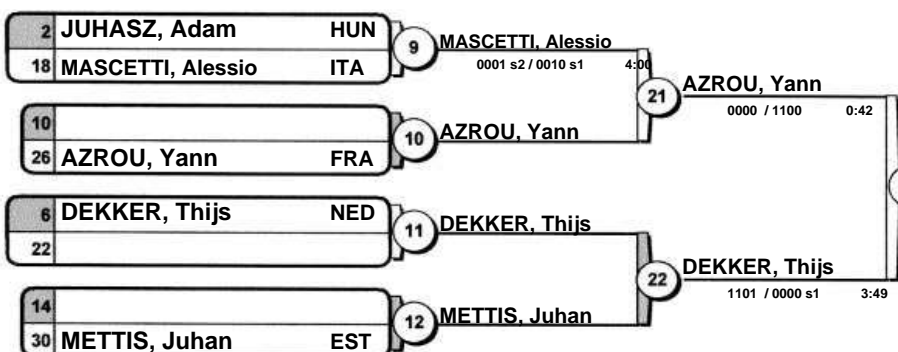 2 JUHASZ, Adam HUN
18 MASCETTI, Alessio ITA
9 MASCETTI, Alessio
0001 s2 / 0010 s1 4:00
21 AZROU, Yann
0000 / 1100 0:42
10
26 AZROU, Yann FRA
10 AZROU, Yann
6 DEKKER, Thijs NED
22
11 DEKKER, Thijs
22 DEKKER, Thijs
1101 / 0000 s1 3:49
14
30 METTIS, Juhan EST
12 METTIS, Juhan